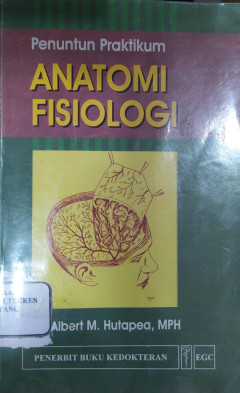 Penuntun Praktikum
ANATOMI
FISIOLOGI
Albert M. Hutapea, MPH
PENERBIT BUKU KEDOKTERAN
EGC